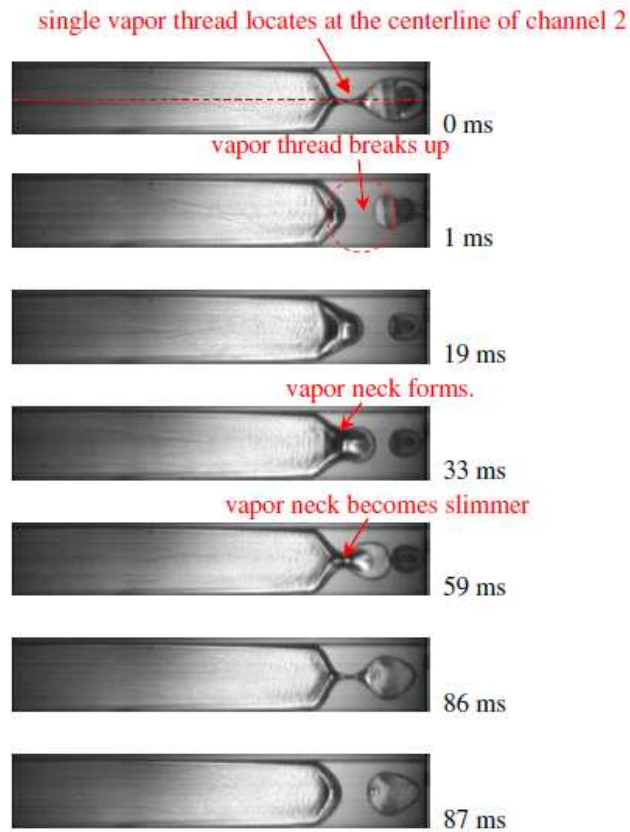 single vapor thread locates at the centerline of channel 2
0 ms
vapor thread breaks up
1 ms
19 ms
vapor neck forms.
33 ms
vapor neck becomes slimmer
59 ms
86 ms
87 ms